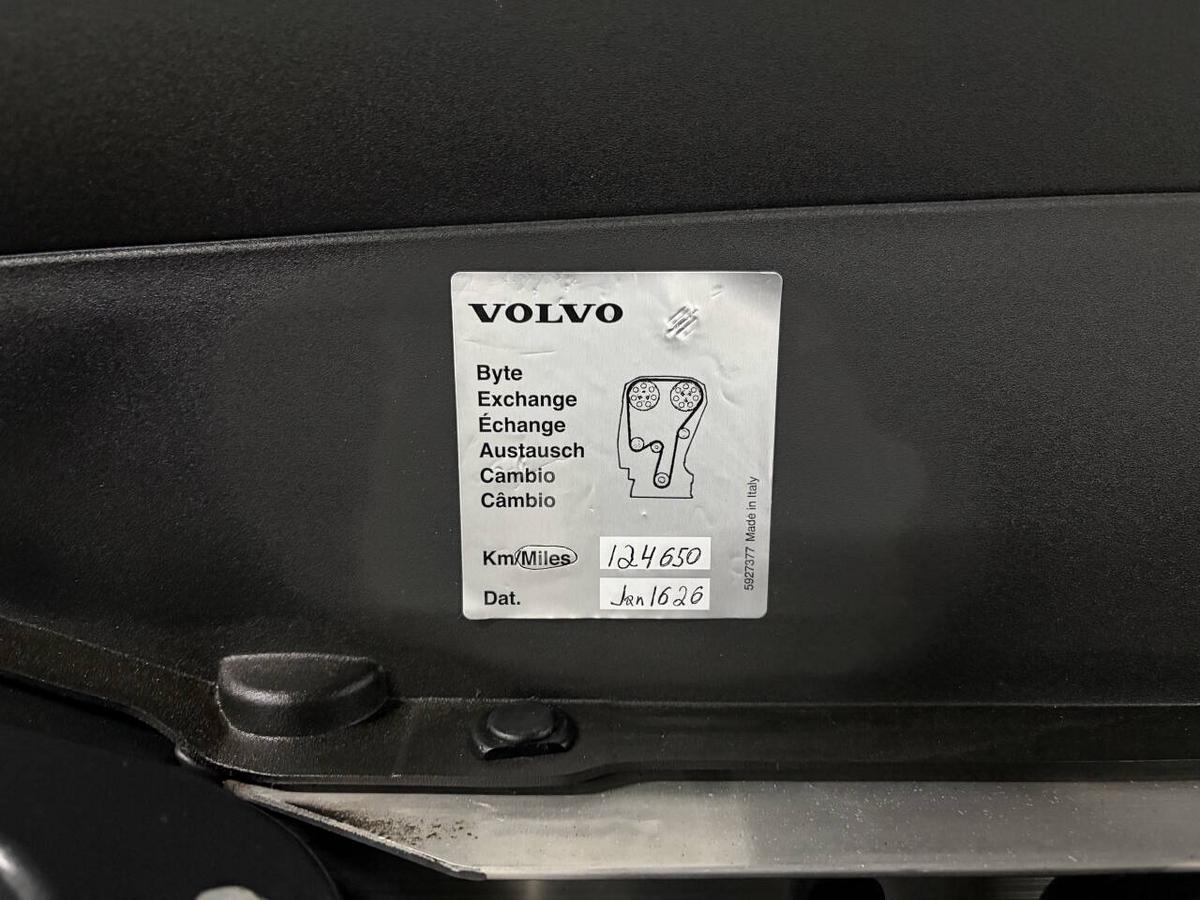 VOLVO
Byte
Exchange
Échange
Austausch
Cambio
Câmbio
Km/Miles 124650
Dat. Jan 16 26
5927377 Made in Italy